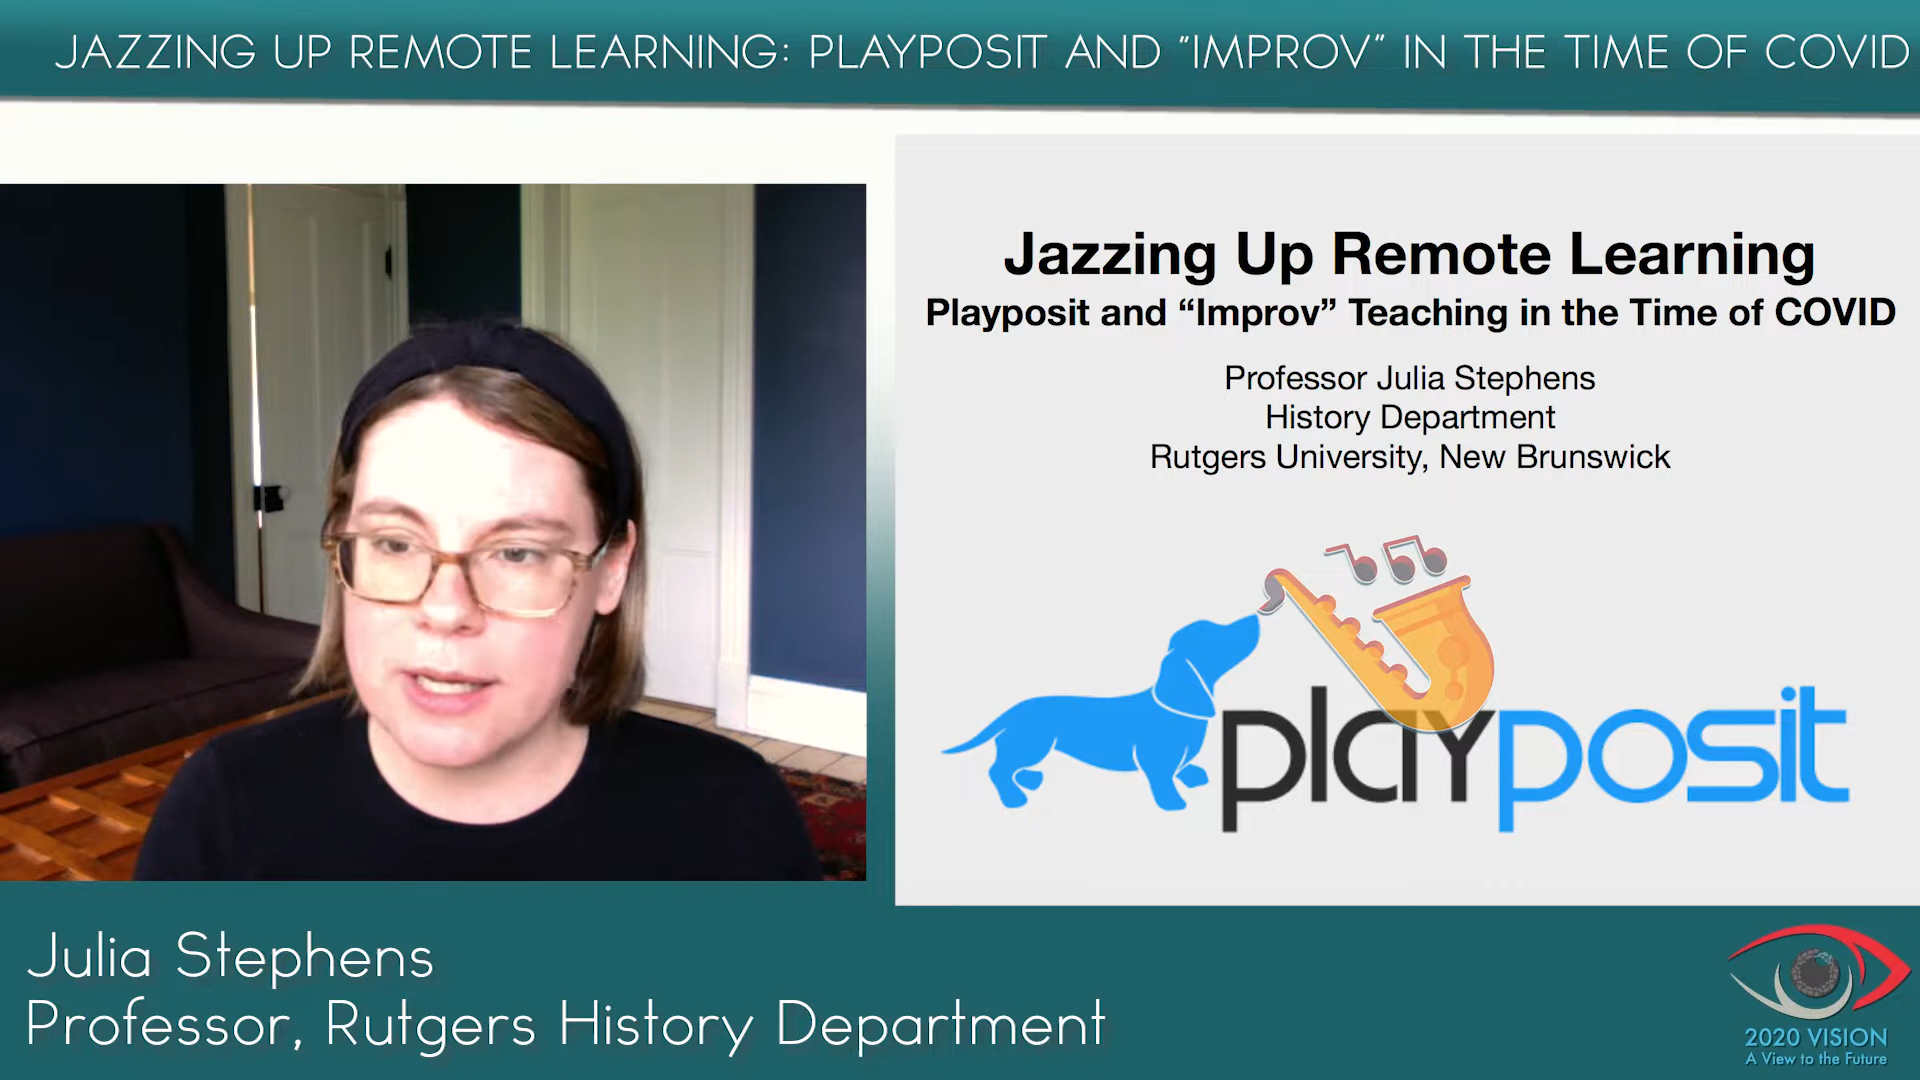 JAZZING UP REMOTE LEARNING: PLAYPOSIT AND "IMPROV" IN THE TIME OF COVID
Jazzing Up Remote Learning
Playposit and “Improv” Teaching in the Time of COVID
Professor Julia Stephens
History Department
Rutgers University, New Brunswick
playposit
Julia Stephens
Professor, Rutgers History Department
2020 VISION
A View to the Future